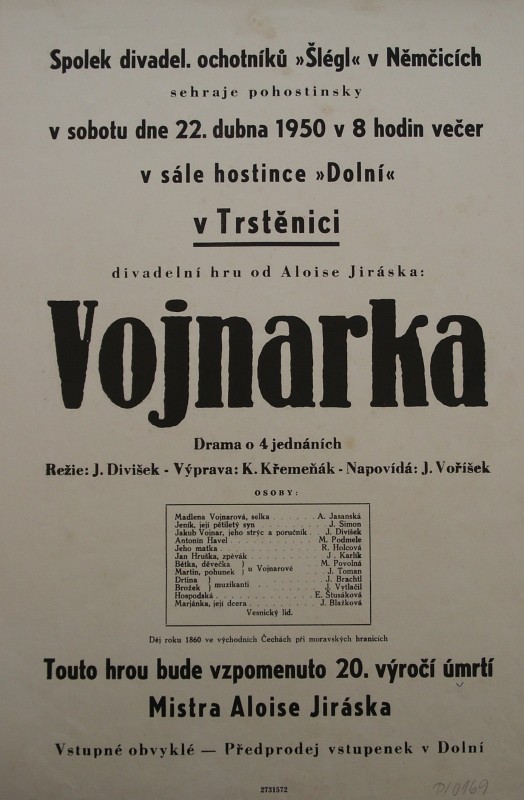 Spolek divadel. ochotníků »Šlégl« v Němčicích
sehraje pohostinsky
v sobotu dne 22. dubna 1950 v 8 hodin večer
v sále hostince »Dolní«
v Trstěnici
divadelní hru od Aloise Jiráska:
Vojnarka
Drama o 4 jednáních
Režie: J. Divišek - Výprava: K. Křemeňák - Napovídá: J. Voříšek
OSOBY:
Madlena Vojnarová, selka . . . . . . A. Jasanská
Jeník, její pětiletý syn . . . . . . J. Simon
Jakub Vojnar, jeho strýc a poručník . . J. Divišek
Antonín Havel . . . . . . M. Podmele
Jeho matka . . . . . . R. Holcová
Jan Hruška, zpěvák . . . . . . J. Karlík
Bětka, děvečka } u Vojnarové . . . M. Povolná
Martin, pohunek } u Vojnarové . . . J. Toman
Drtina } muzikanti . . . . . . J. Brachtl
Brožek } muzikanti . . . . . . J. Vytlačil
Hospodská . . . . . . E. Štusáková
Mariánka, její dcera . . . . . . J. Blažková
Vesnický lid.
Děj roku 1860 ve východních Čechách při moravských hranicích
Touto hrou bude vzpomenuto 20. výročí úmrtí
Mistra Aloise Jiráska
Vstupné obvyklé — Předprodej vstupenek v Dolní
2731572